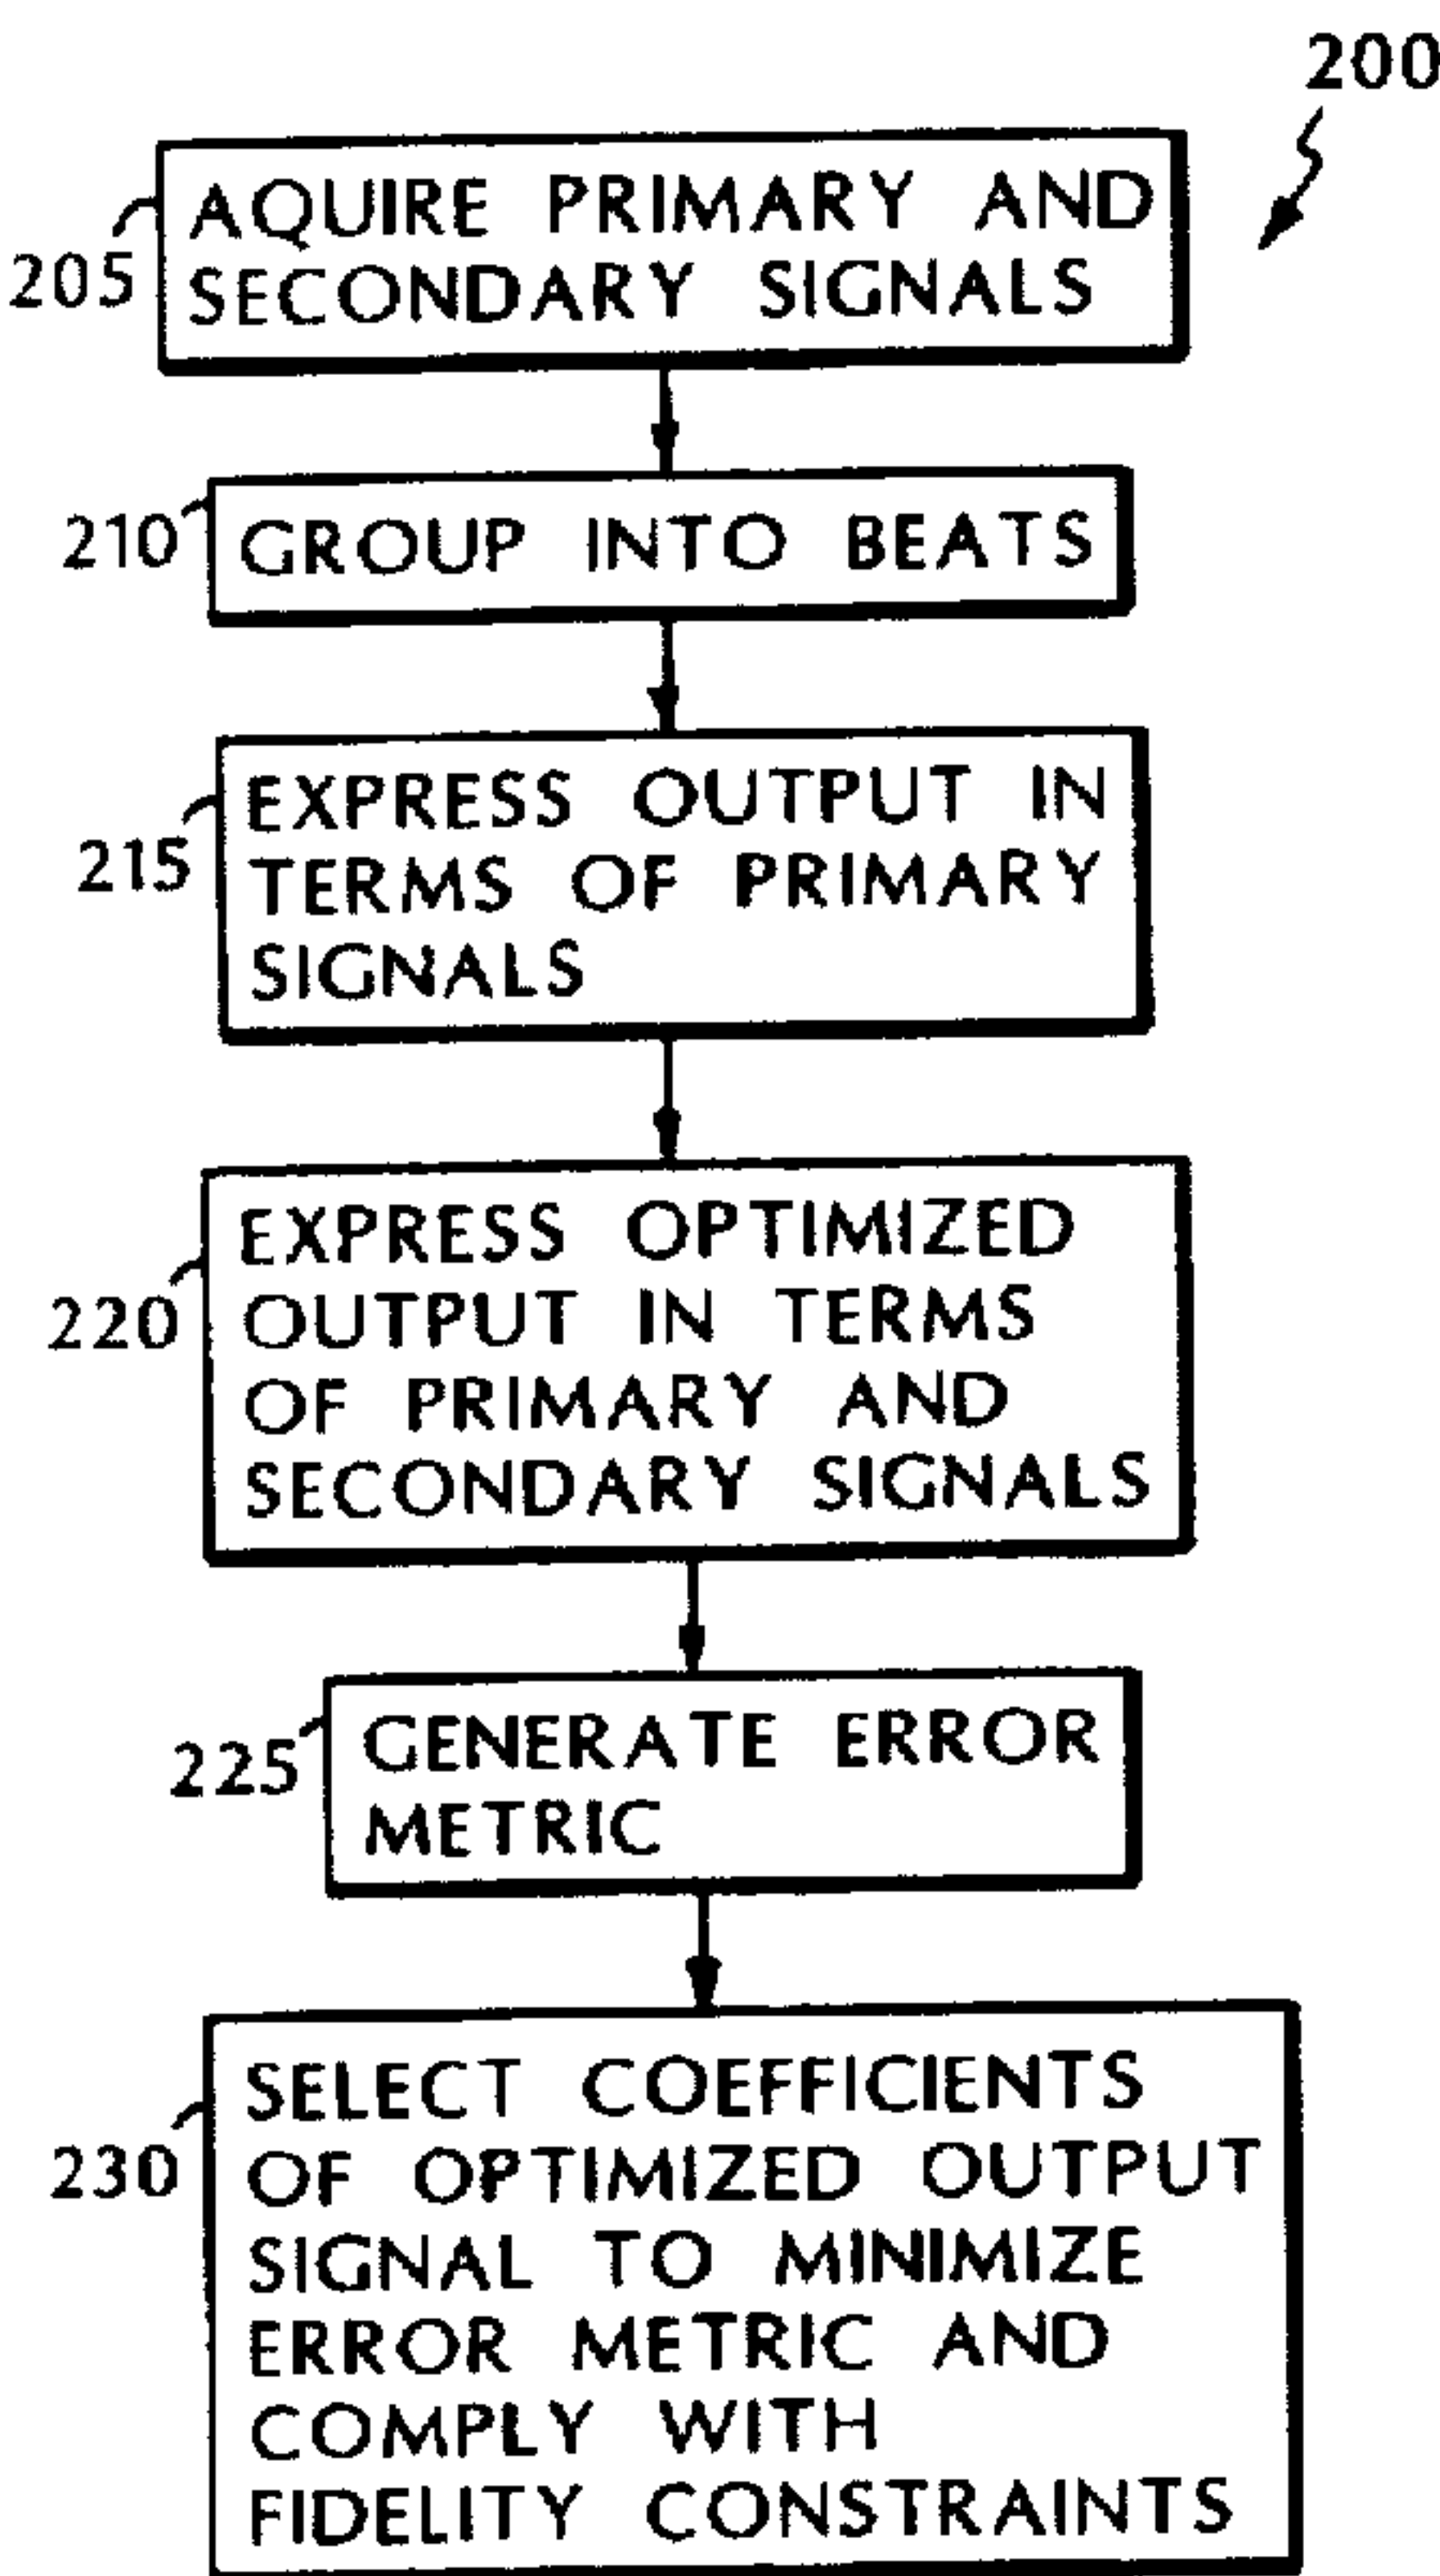 200
AQUIRE PRIMARY AND
SECONDARY SIGNALS
205
210
GROUP INTO BEATS
EXPRESS OUTPUT IN
TERMS OF PRIMARY
SIGNALS
215
EXPRESS OPTIMIZED
OUTPUT IN TERMS
OF PRIMARY AND
SECONDARY SIGNALS
220
GENERATE ERROR
METRIC
225
SELECT COEFFICIENTS
OF OPTIMIZED OUTPUT
SIGNAL TO MINIMIZE
ERROR METRIC AND
COMPLY WITH
FIDELITY CONSTRAINTS
230